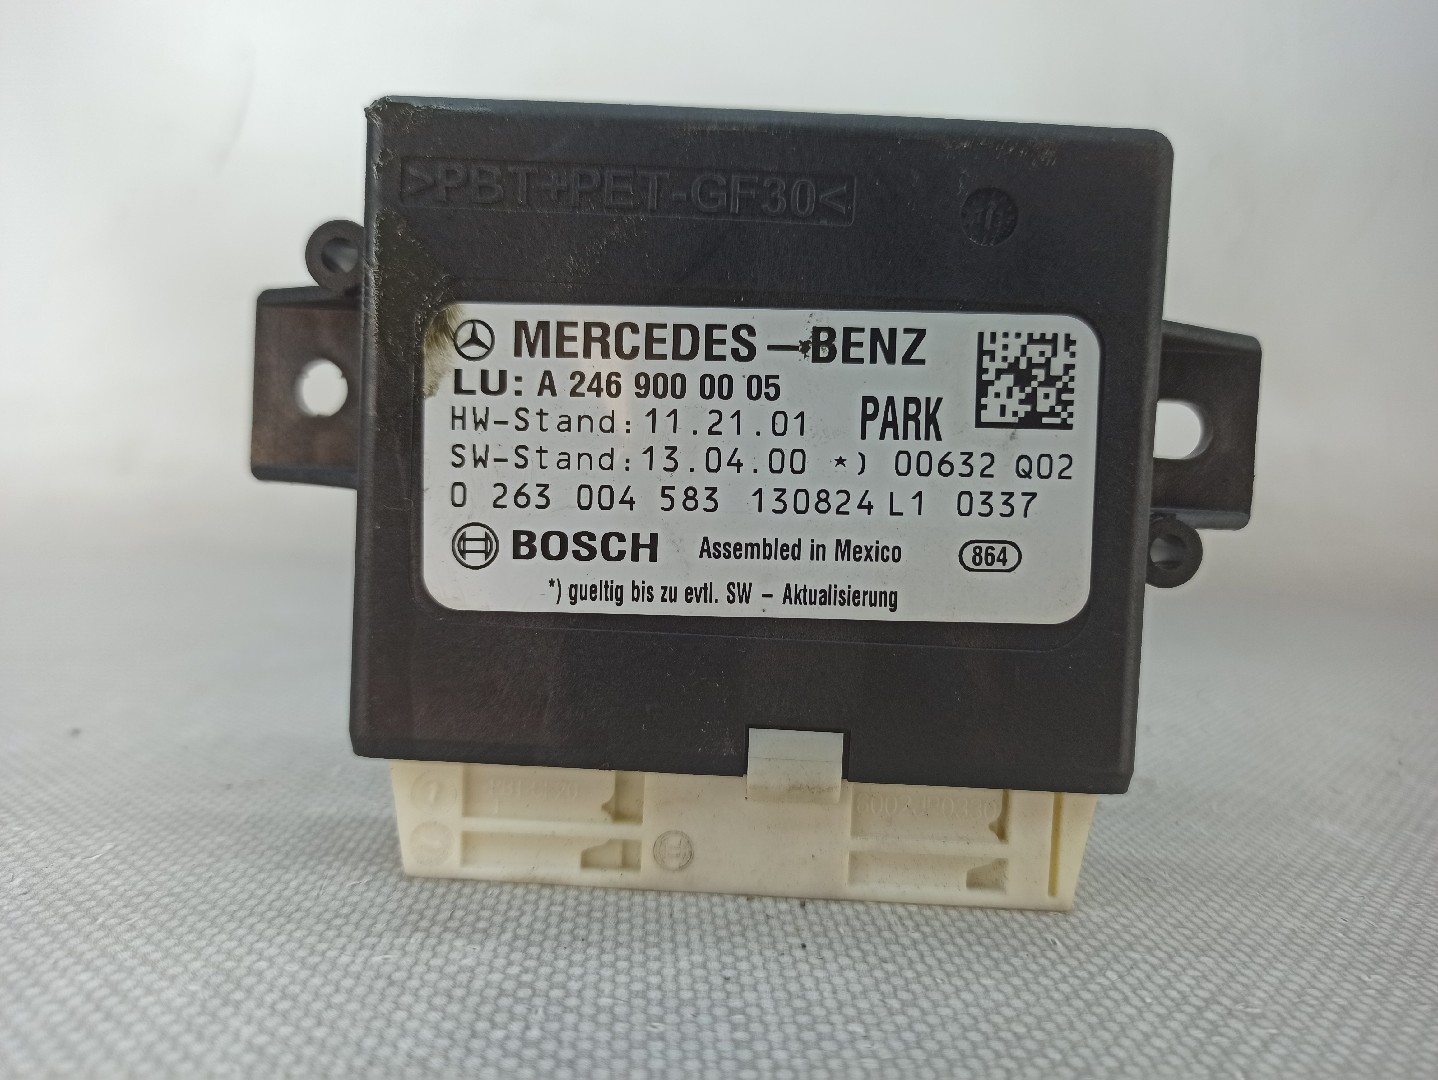 >PBT+PET-GF30<
MERCEDES-BENZ
LU: A 246 900 00 05
HW-Stand: 11.21.01 PARK
SW-Stand: 13.04.00 *) 00632 Q02
0 263 004 583 130824 L1 0337
BOSCH Assembled in Mexico 864
*) gueltig bis zu evtl. SW - Aktualisierung